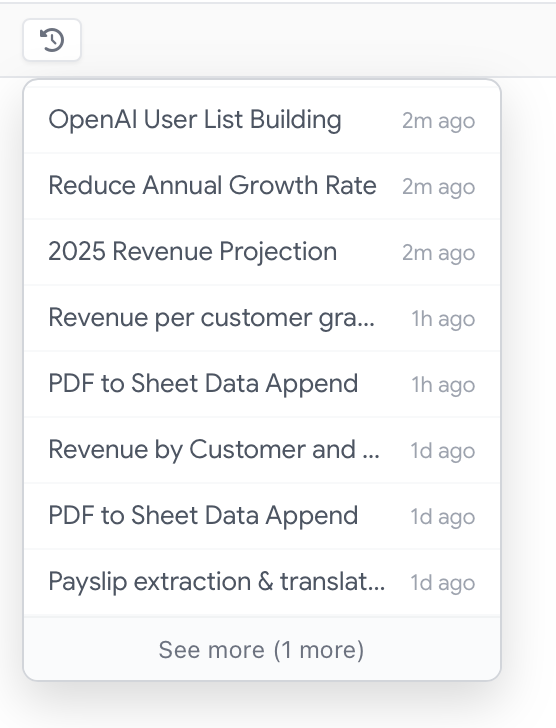 OpenAI User List Building 2m ago
Reduce Annual Growth Rate 2m ago
2025 Revenue Projection 2m ago
Revenue per customer gra... 1h ago
PDF to Sheet Data Append 1h ago
Revenue by Customer and ... 1d ago
PDF to Sheet Data Append 1d ago
Payslip extraction & translat... 1d ago
See more (1 more)